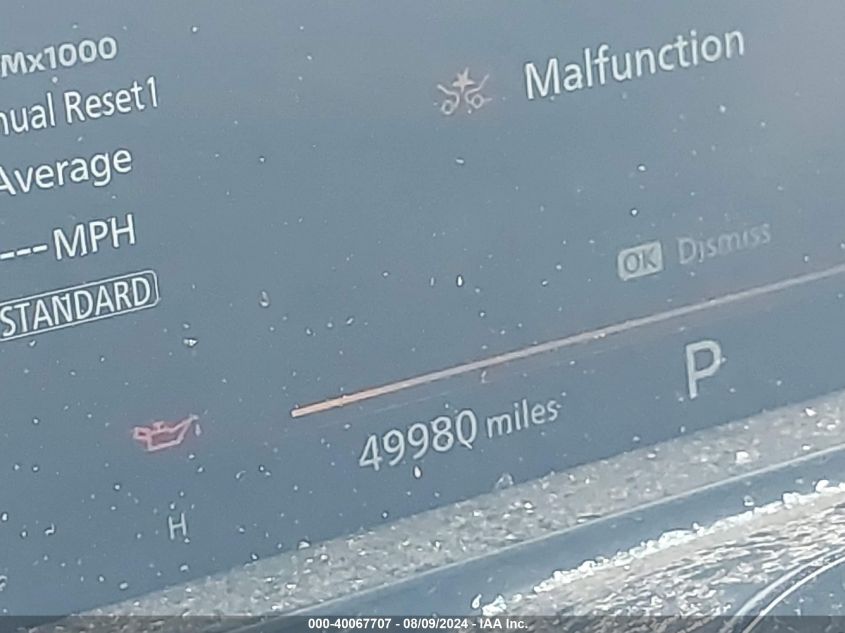 Mx1000
nual Reset1
Average
---MPH
STANDARD
Malfunction
OK Dismiss
P
49980 miles
H
000-40067707 - 08/09/2024 - IAA Inc.